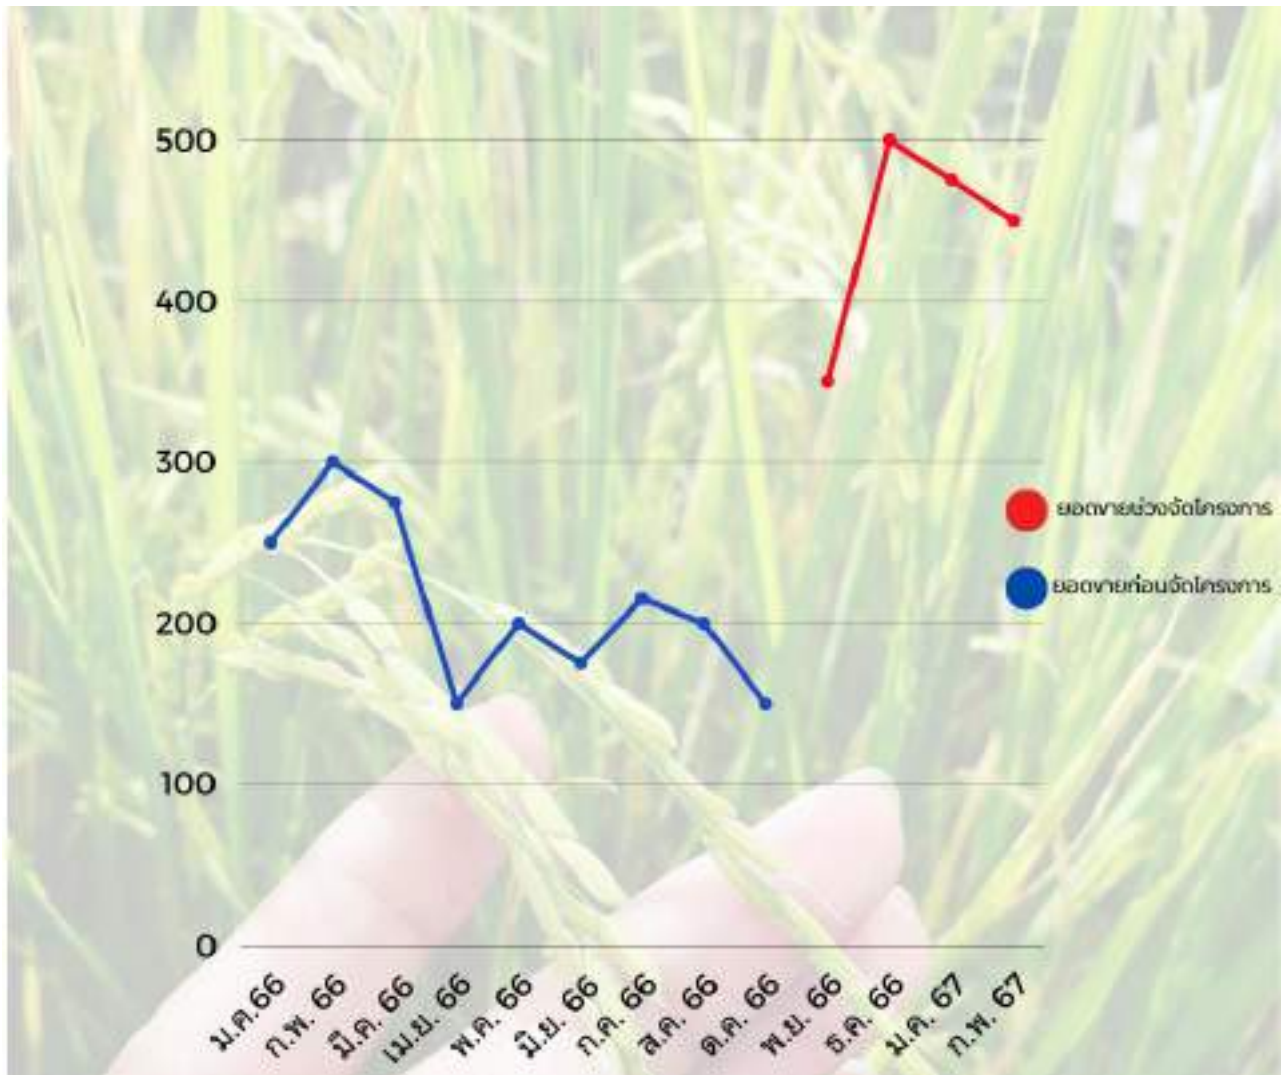 500
400
300
200
100
0
ม.ค.66
ก.พ. 66
มี.ค. 66
เม.ย. 66
พ.ค. 66
มิ.ย. 66
ก.ค. 66
ส.ค. 66
ต.ค. 66
พ.ย. 66
ธ.ค. 66
ม.ค. 67
ก.พ. 67
ยอดขายช่วงจัดโครงการ
ยอดขายก่อนจัดโครงการ